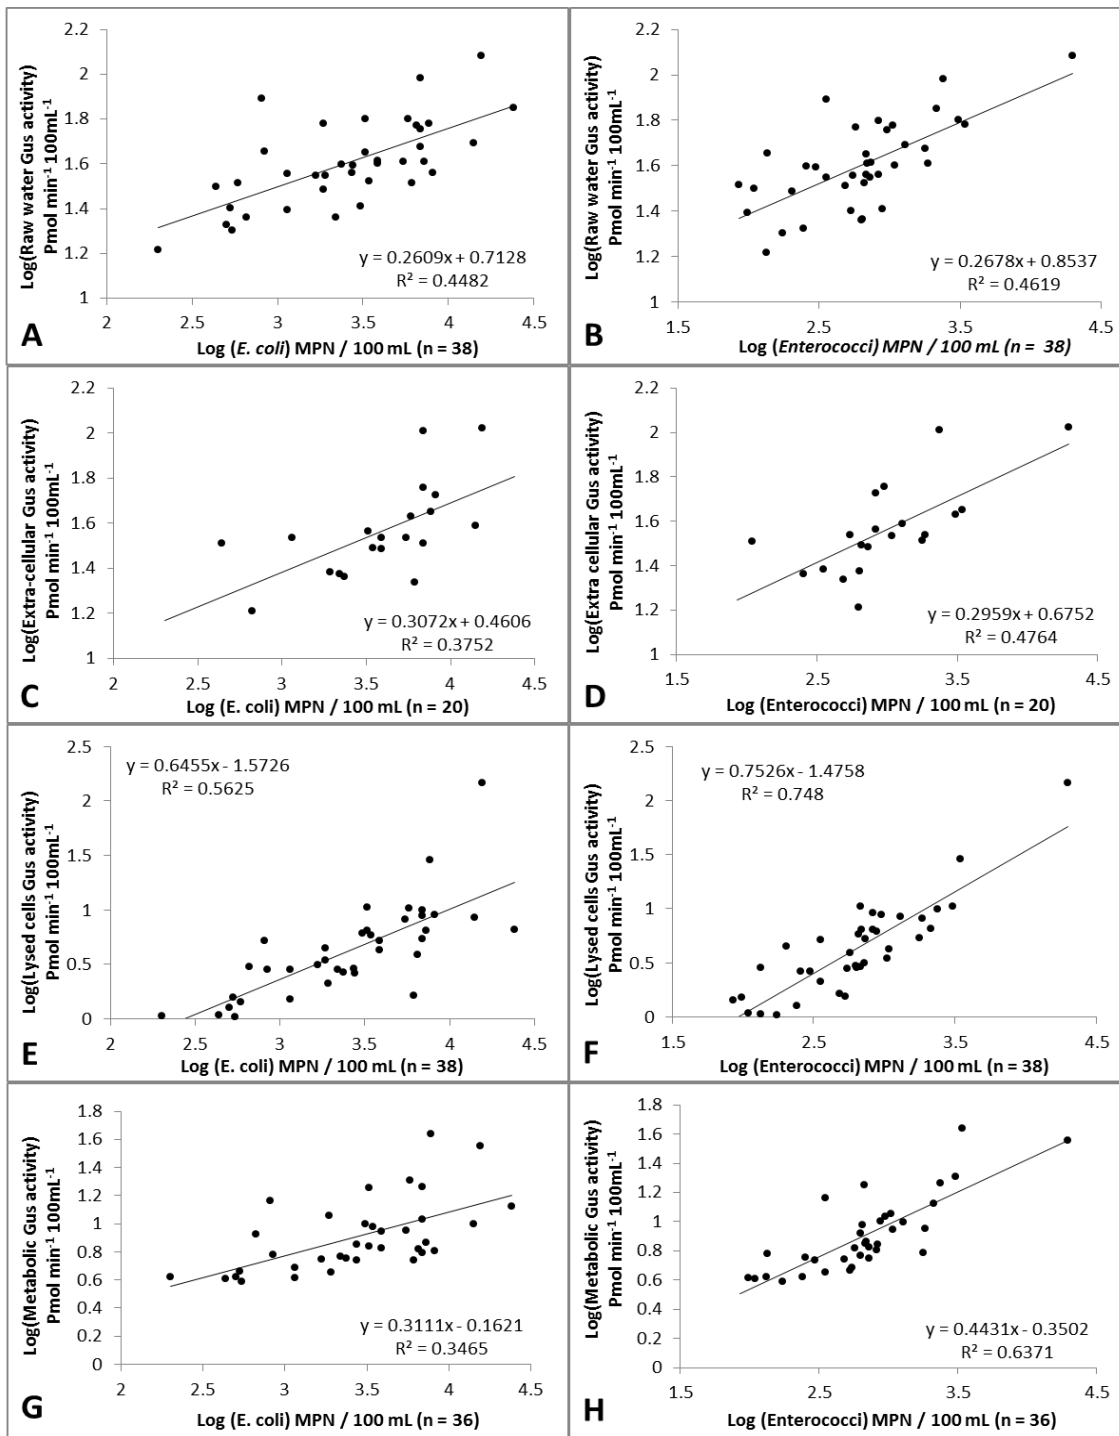 Log(Raw water Gus activity)
Pmol min⁻¹ 100mL⁻¹
2.2
2
1.8
1.6
1.4
1.2
1
y = 0.2609x + 0.7128
R² = 0.4482
2
2.5
3
3.5
4
4.5
A
Log (E. coli) MPN / 100 mL (n = 38)
Log(Raw water Gus activity)
Pmol min⁻¹ 100mL⁻¹
2.2
2
1.8
1.6
1.4
1.2
1
y = 0.2678x + 0.8537
R² = 0.4619
1.5
2.5
3.5
4.5
B
Log (Enterococci) MPN / 100 mL (n = 38)
Log(Extra-cellular Gus activity)
Pmol min⁻¹ 100mL⁻¹
2.2
2
1.8
1.6
1.4
1.2
1
y = 0.3072x + 0.4606
R² = 0.3752
2
2.5
3
3.5
4
4.5
C
Log (E. coli) MPN / 100 mL (n = 20)
Log(Extra cellular Gus activity)
Pmol min⁻¹ 100mL⁻¹
2.2
2
1.8
1.6
1.4
1.2
1
y = 0.2959x + 0.6752
R² = 0.4764
1.5
2.5
3.5
4.5
D
Log (Enterococci) MPN / 100 mL (n = 20)
Log(Lysed cells Gus activity)
Pmol min⁻¹ 100mL⁻¹
2.5
2
1.5
1
0.5
0
y = 0.6455x - 1.5726
R² = 0.5625
2
2.5
3
3.5
4
4.5
E
Log (E. coli) MPN / 100 mL (n = 38)
Log(Lysed cells Gus activity)
Pmol min⁻¹ 100mL⁻¹
2.5
2
1.5
1
0.5
0
y = 0.7526x - 1.4758
R² = 0.748
1.5
2.5
3.5
4.5
F
Log (Enterococci) MPN / 100 mL (n = 38)
Log(Metabolic Gus activity)
Pmol min⁻¹ 100mL⁻¹
1.8
1.6
1.4
1.2
1
0.8
0.6
0.4
0.2
0
y = 0.3111x - 0.1621
R² = 0.3465
2
2.5
3
3.5
4
4.5
G
Log (E. coli) MPN / 100 mL (n = 36)
Log(Metabolic Gus activity)
Pmol min⁻¹ 100mL⁻¹
1.8
1.6
1.4
1.2
1
0.8
0.6
0.4
0.2
0
y = 0.4431x - 0.3502
R² = 0.6371
1.5
2.5
3.5
4.5
H
Log (Enterococci) MPN / 100 mL (n = 36)